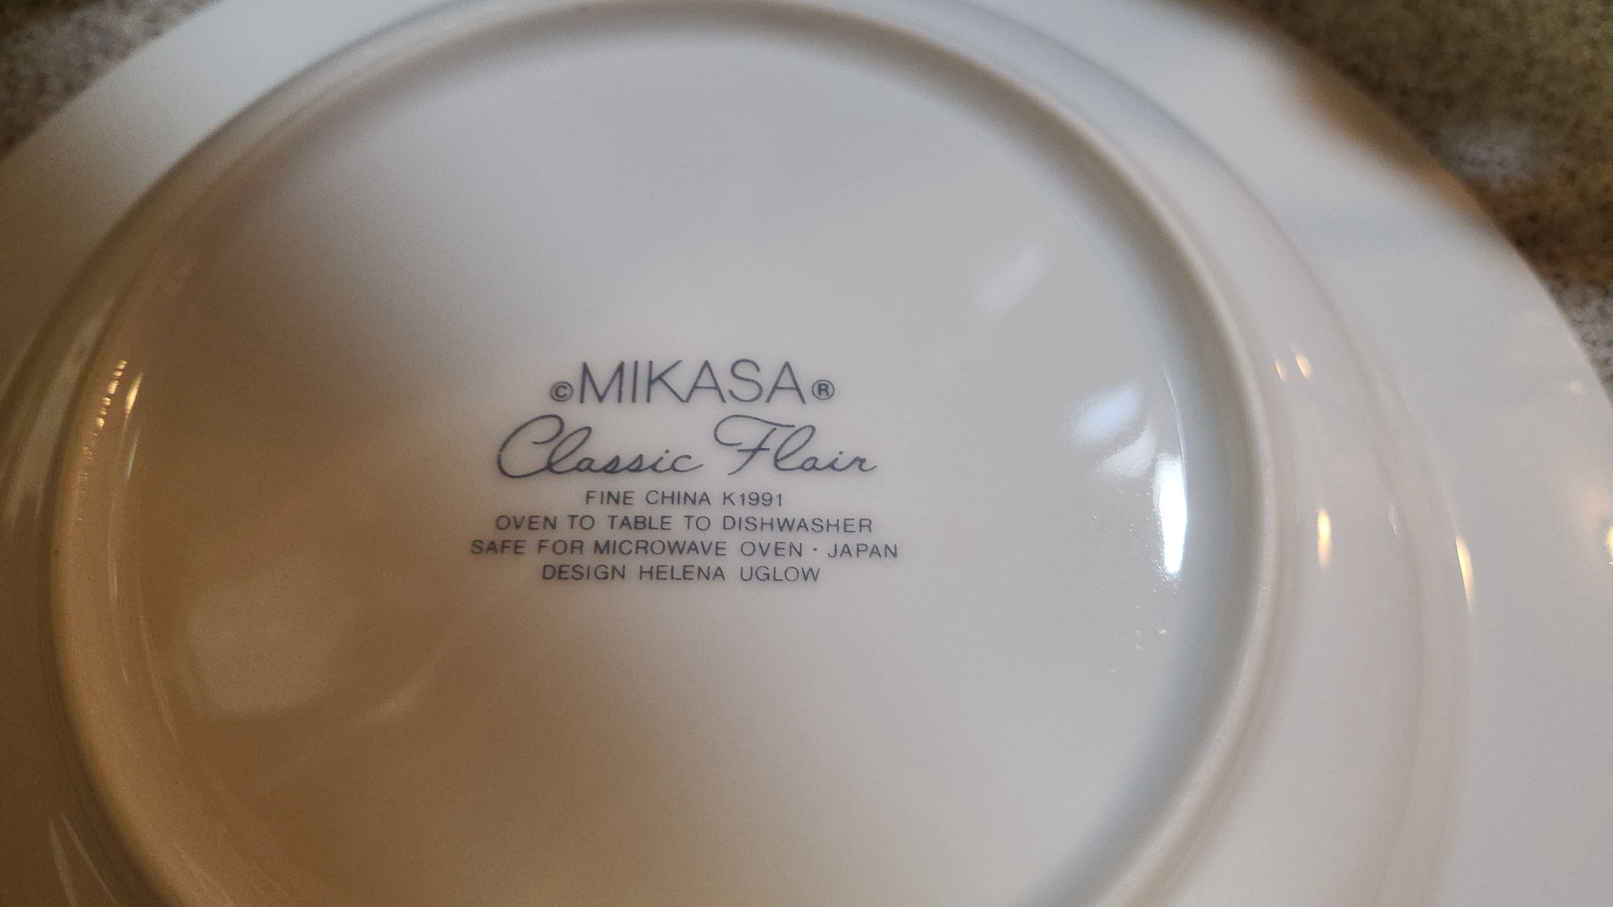 ©MIKASA®
Classic Flair
FINE CHINA K1991
OVEN TO TABLE TO DISHWASHER
SAFE FOR MICROWAVE OVEN · JAPAN
DESIGN HELENA UGLOW